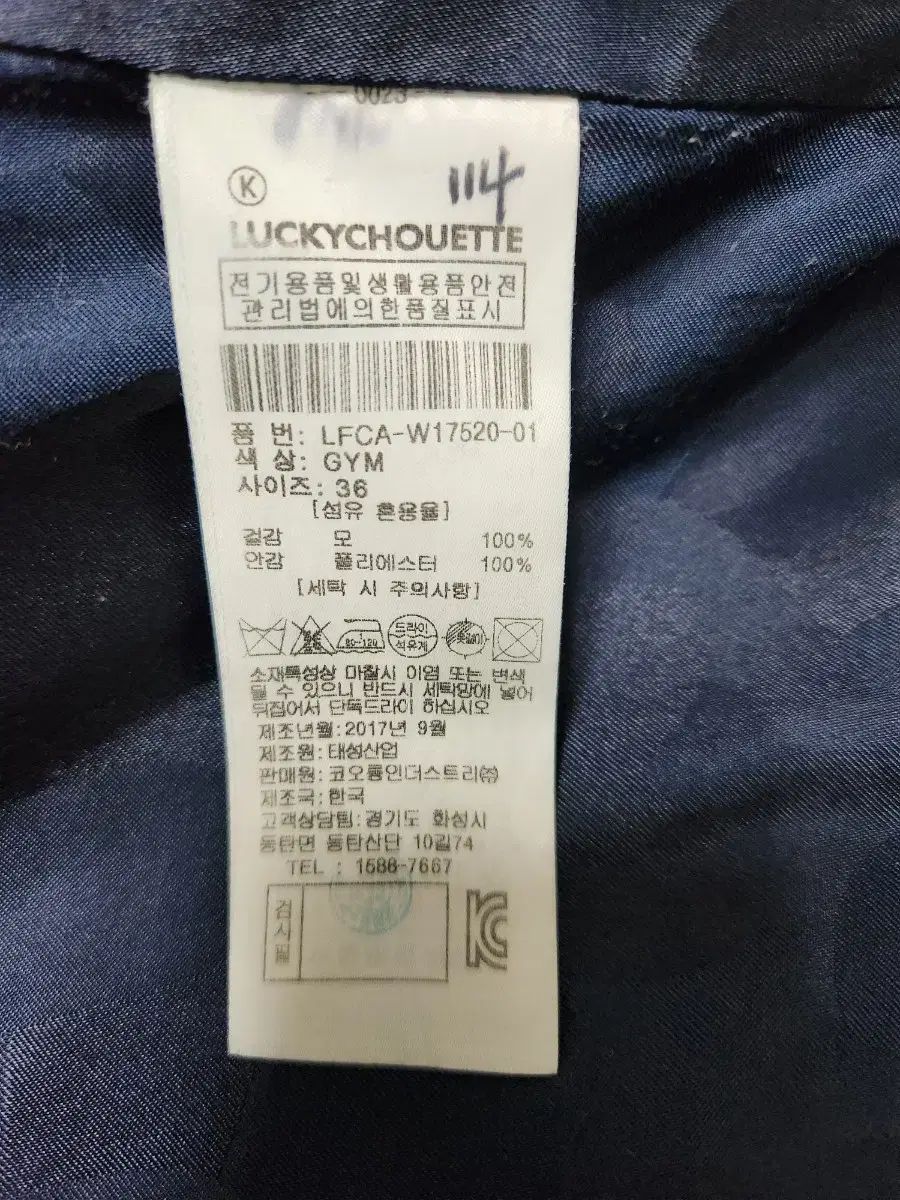 0023
114
K
LUCKYCHOUETTE
전기용품및생활용품안전
관리법에의한품질표시
품 번: LFCA-W17520-01
색 상: GYM
사이즈: 36
[섬유 혼용율]
겉감 모 100%
안감 폴리에스터 100%
[세탁 시 주의사항]
80~120 드라이
석유계
소재특성상 마찰시 이염 또는 변색
될 수 있으니 반드시 세탁망에 넣어
뒤집어서 단독드라이 하십시오
제조년월:2017년 9월
제조원:태성산업
판매원:코오롱인더스트리㈜
제조국:한국
고객상담팀:경기도 화성시
동탄면 동탄산단 10길74
TEL : 1588-7667
검사필